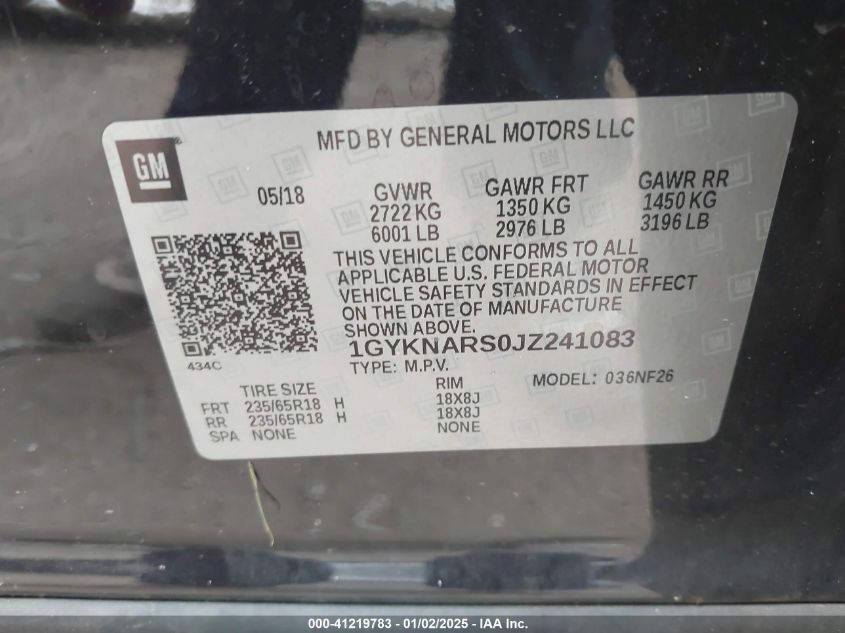 MFD BY GENERAL MOTORS LLC
GM
05/18
GVWR
2722 KG
6001 LB
GAWR FRT
1350 KG
2976 LB
GAWR RR
1450 KG
3196 LB
THIS VEHICLE CONFORMS TO ALL
APPLICABLE U.S. FEDERAL MOTOR
VEHICLE SAFETY STANDARDS IN EFFECT
ON THE DATE OF MANUFACTURE
SHOWN ABOVE.
1GYKNARS0JZ241083
434C
TYPE: M.P.V.
MODEL: 036NF26
TIRE SIZE RIM
FRT 235/65R18 H 18X8J
RR 235/65R18 H 18X8J
SPA NONE NONE
000-41219783 - 01/02/2025 - IAA Inc.